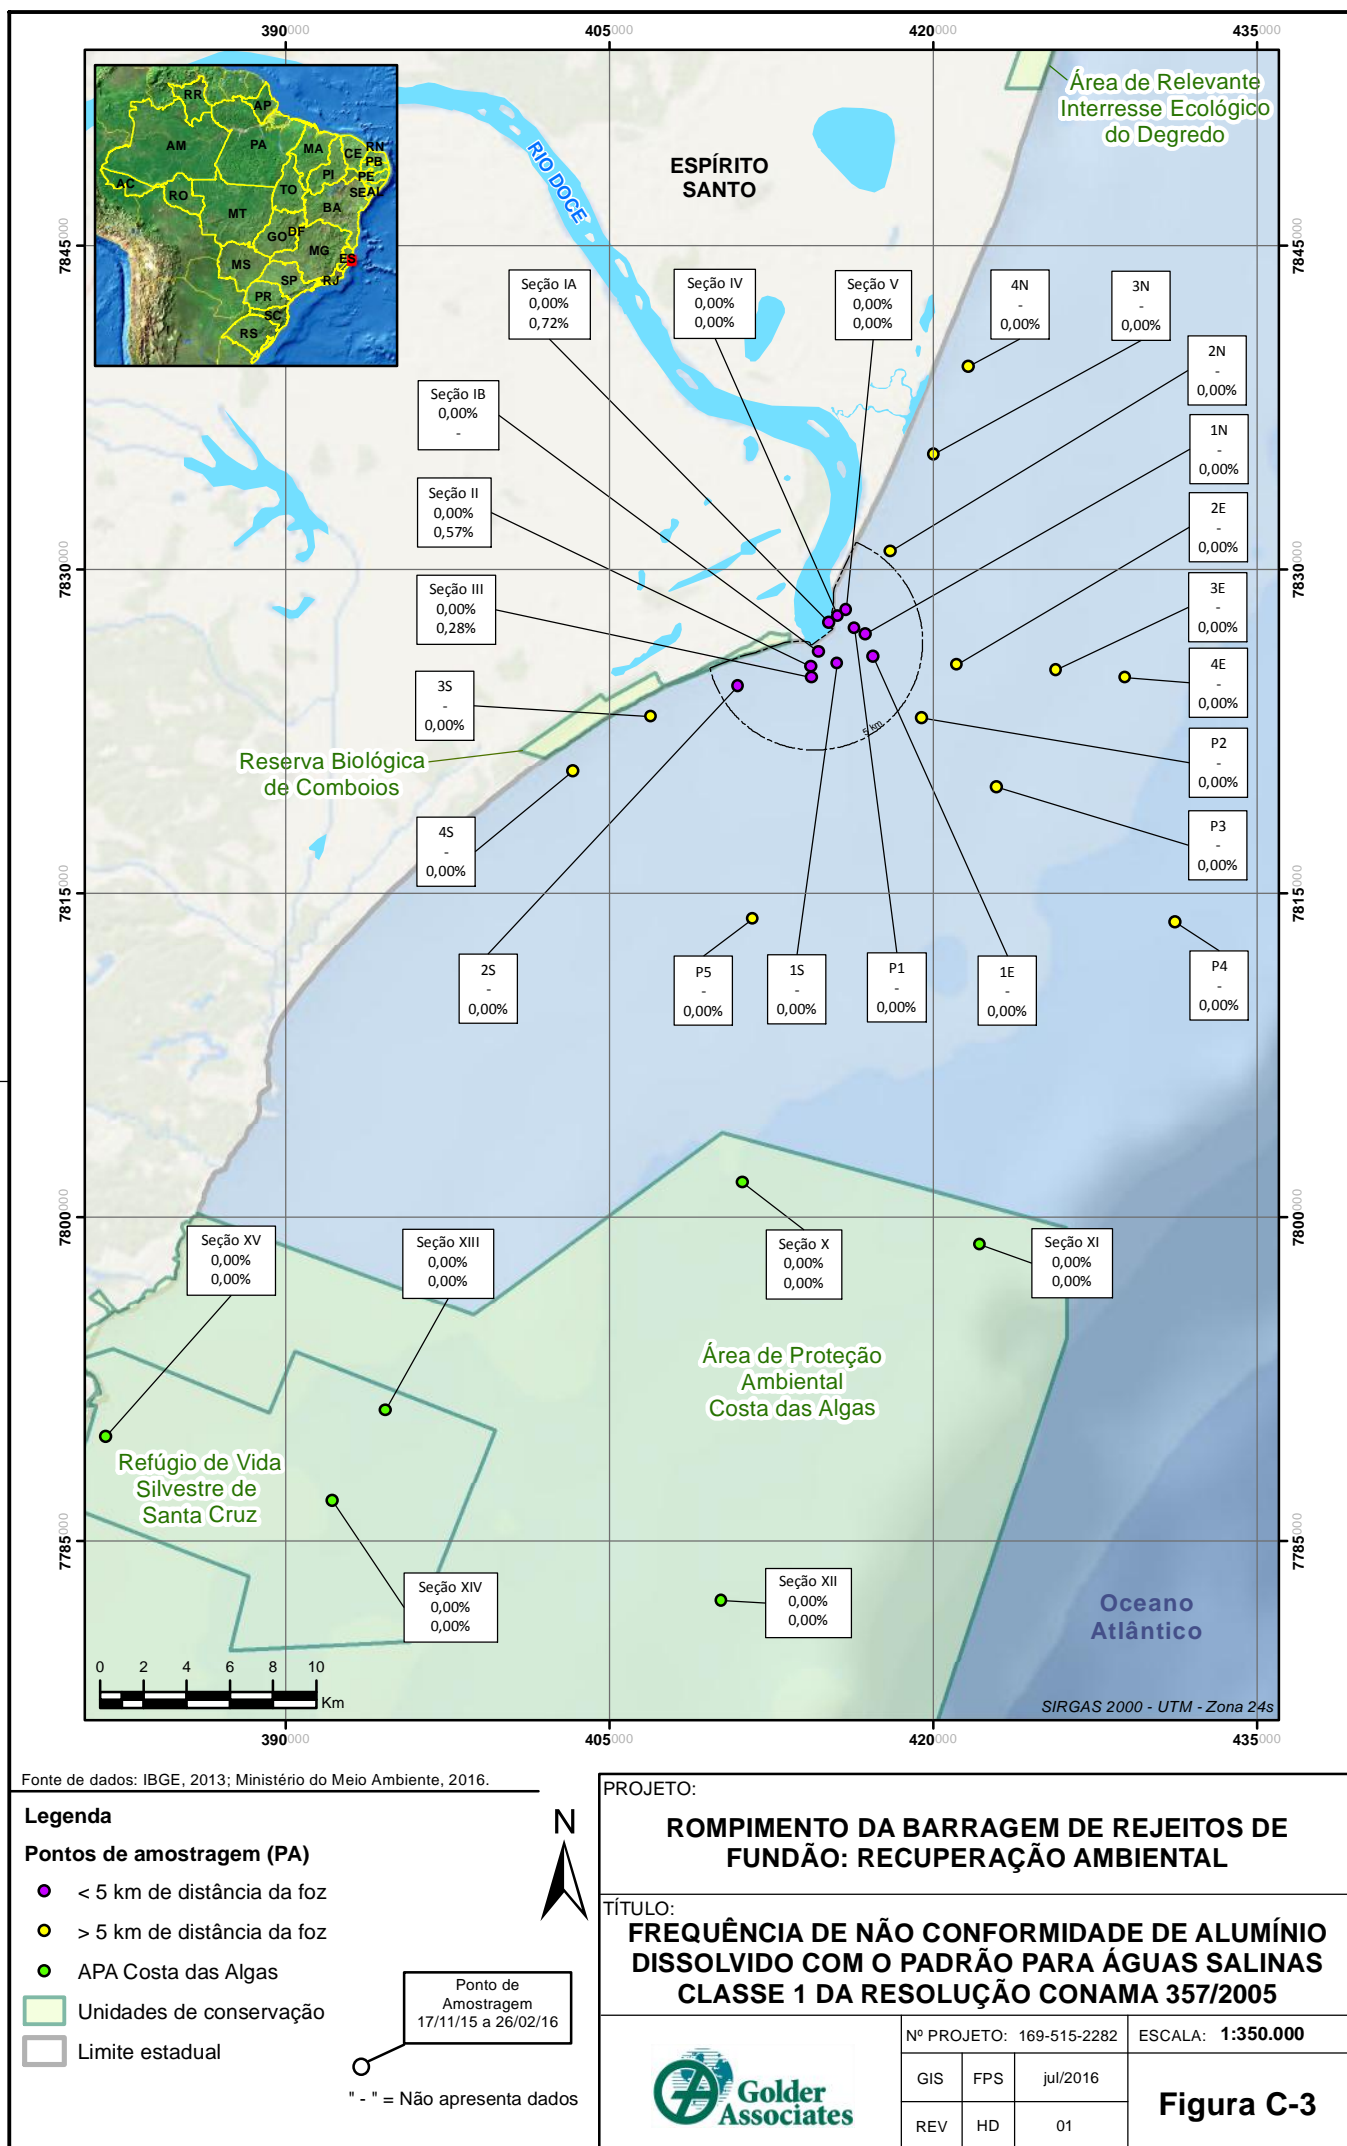 390000
405000
420000
435000
RR
AP
AM
PA
MA
CE
RN
PB
PI
PE
AC
TO
SE
AL
RO
BA
MT
DF
GO
MG
MS
ES
SP
RJ
PR
SC
RS
Área de Relevante
Interresse Ecológico
do Degredo
ESPÍRITO
SANTO
RIO DOCE
7845000
7845000
Seção IA
0,00%
0,72%
Seção IV
0,00%
0,00%
Seção V
0,00%
0,00%
4N
-
0,00%
3N
-
0,00%
2N
-
0,00%
Seção IB
0,00%
-
1N
-
0,00%
Seção II
0,00%
0,57%
2E
-
0,00%
7830000
7830000
Seção III
0,00%
0,28%
3E
-
0,00%
4E
-
0,00%
3S
-
0,00%
5 km
P2
-
0,00%
Reserva Biológica
de Comboios
4S
-
0,00%
P3
-
0,00%
7815000
7815000
2S
-
0,00%
P5
-
0,00%
1S
-
0,00%
P1
-
0,00%
1E
-
0,00%
P4
-
0,00%
7800000
7800000
Seção XV
0,00%
0,00%
Seção XIII
0,00%
0,00%
Seção X
0,00%
0,00%
Seção XI
0,00%
0,00%
Área de Proteção
Ambiental
Costa das Algas
Refúgio de Vida
Silvestre de
Santa Cruz
7785000
7785000
Seção XIV
0,00%
0,00%
Seção XII
0,00%
0,00%
Oceano
Atlântico
0 2 4 6 8 10
Km
SIRGAS 2000 - UTM - Zona 24s
390000
405000
420000
435000
Fonte de dados: IBGE, 2013; Ministério do Meio Ambiente, 2016.
Legenda
Pontos de amostragem (PA)
< 5 km de distância da foz
> 5 km de distância da foz
APA Costa das Algas
Unidades de conservação
Limite estadual
N
Ponto de
Amostragem
17/11/15 a 26/02/16
" - " = Não apresenta dados
PROJETO:
ROMPIMENTO DA BARRAGEM DE REJEITOS DE
FUNDÃO: RECUPERAÇÃO AMBIENTAL
TÍTULO:
FREQUÊNCIA DE NÃO CONFORMIDADE DE ALUMÍNIO
DISSOLVIDO COM O PADRÃO PARA ÁGUAS SALINAS
CLASSE 1 DA RESOLUÇÃO CONAMA 357/2005
Golder
Associates
Nº PROJETO: 169-515-2282
ESCALA: 1:350.000
GIS FPS jul/2016
REV HD 01
Figura C-3